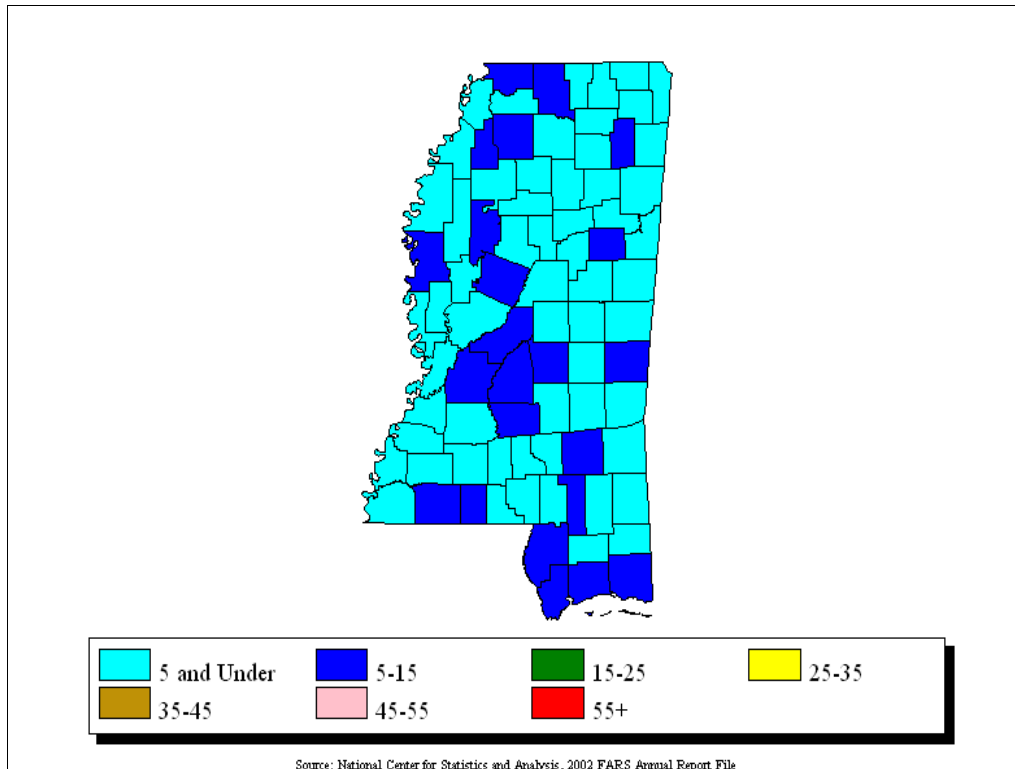 5 and Under 5-15 15-25 25-35
35-45 45-55 55+
Source: National Center for Statistics and Analysis, 2002 FARS Annual Report File